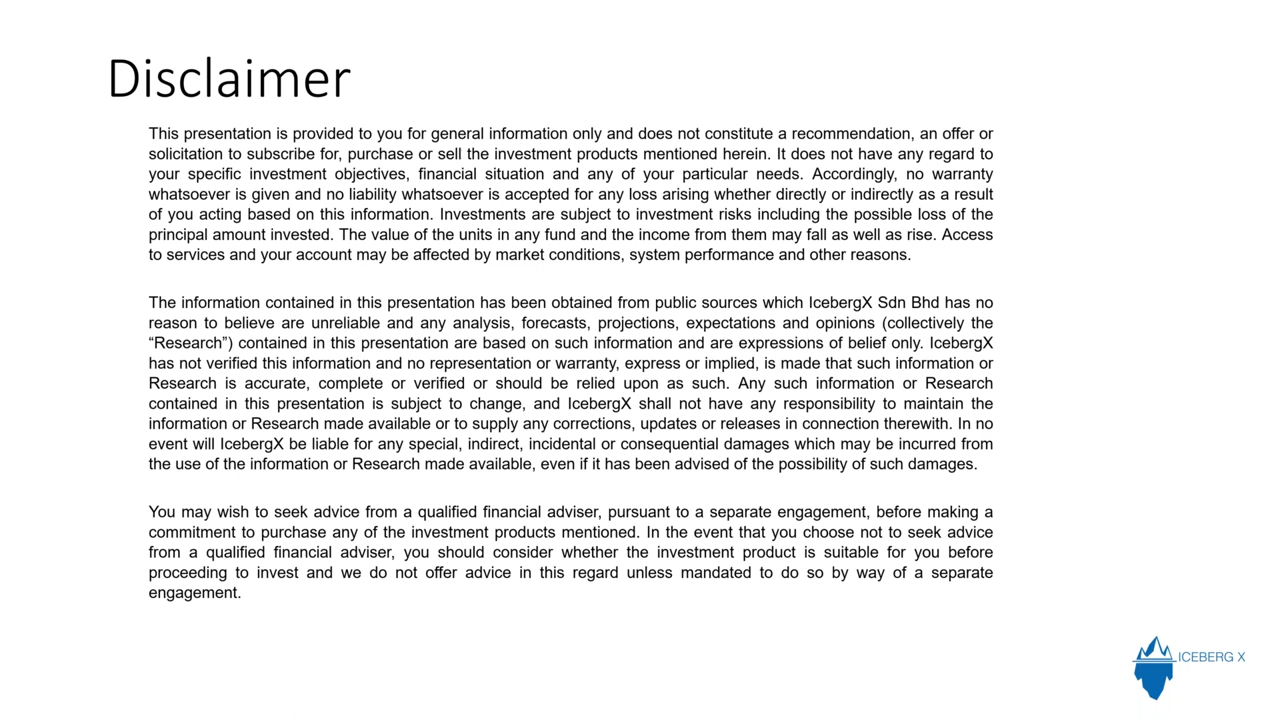 Disclaimer
This presentation is provided to you for general information only and does not constitute a recommendation, an offer or
solicitation to subscribe for, purchase or sell the investment products mentioned herein. It does not have any regard to
your specific investment objectives, financial situation and any of your particular needs. Accordingly, no warranty
whatsoever is given and no liability whatsoever is accepted for any loss arising whether directly or indirectly as a result
of you acting based on this information. Investments are subject to investment risks including the possible loss of the
principal amount invested. The value of the units in any fund and the income from them may fall as well as rise. Access
to services and your account may be affected by market conditions, system performance and other reasons.
The information contained in this presentation has been obtained from public sources which IcebergX Sdn Bhd has no
reason to believe are unreliable and any analysis, forecasts, projections, expectations and opinions (collectively the
“Research”) contained in this presentation are based on such information and are expressions of belief only. IcebergX
has not verified this information and no representation or warranty, express or implied, is made that such information or
Research is accurate, complete or verified or should be relied upon as such. Any such information or Research
contained in this presentation is subject to change, and IcebergX shall not have any responsibility to maintain the
information or Research made available or to supply any corrections, updates or releases in connection therewith. In no
event will IcebergX be liable for any special, indirect, incidental or consequential damages which may be incurred from
the use of the information or Research made available, even if it has been advised of the possibility of such damages.
You may wish to seek advice from a qualified financial adviser, pursuant to a separate engagement, before making a
commitment to purchase any of the investment products mentioned. In the event that you choose not to seek advice
from a qualified financial adviser, you should consider whether the investment product is suitable for you before
proceeding to invest and we do not offer advice in this regard unless mandated to do so by way of a separate
engagement.
ICEBERG X